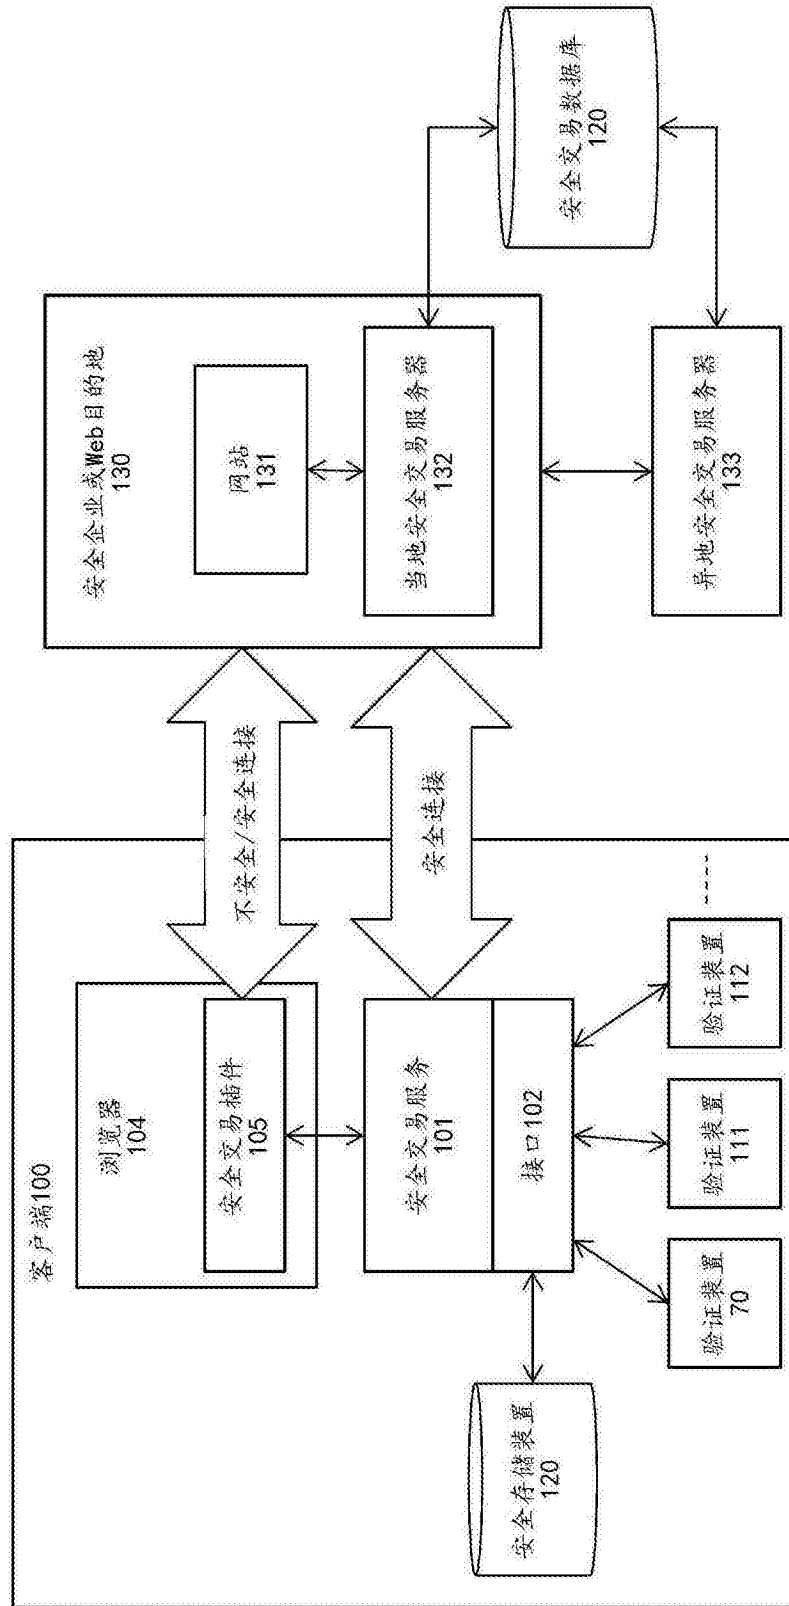 客户端100
浏览器
104
安全交易插件
105
安全交易服务
101
接口102
安全存储装置
120
验证装置
70
验证装置
111
验证装置
112
不安全/安全连接
安全连接
安全企业或Web目的地
130
网站
131
当地安全交易服务器
132
异地安全交易服务器
133
安全交易数据库
120